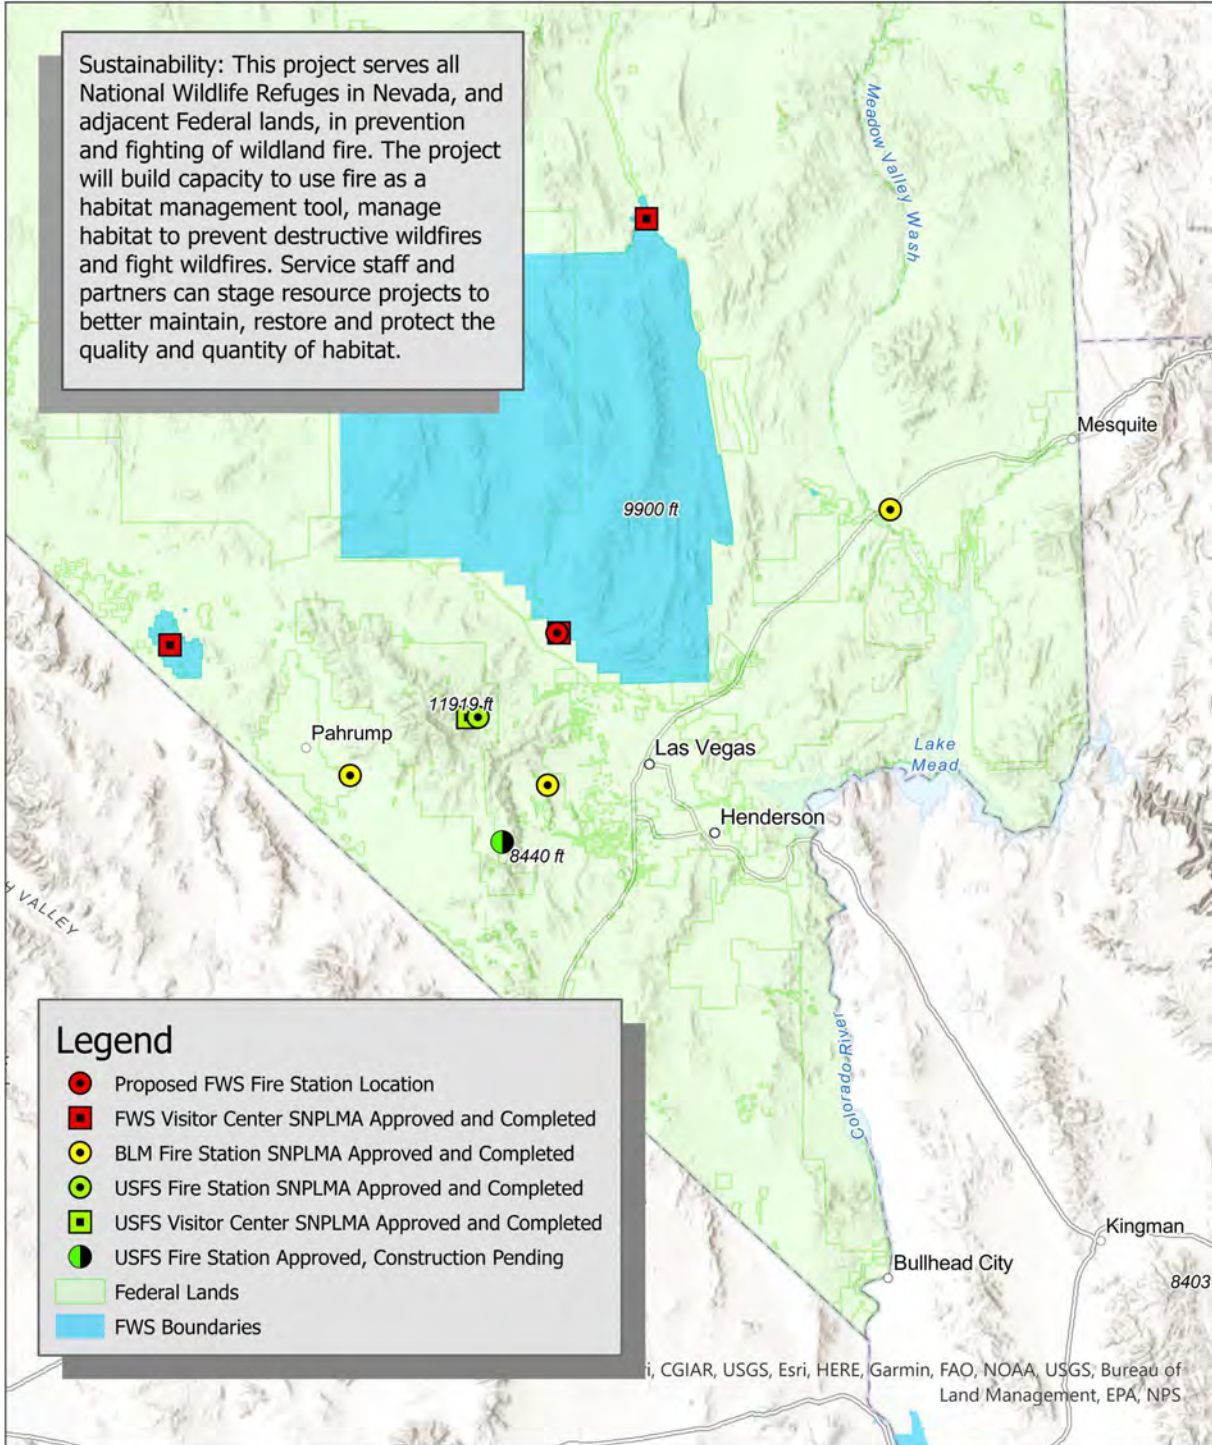 Sustainability: This project serves all
National Wildlife Refuges in Nevada, and
adjacent Federal lands, in prevention
and fighting of wildland fire. The project
will build capacity to use fire as a
habitat management tool, manage
habitat to prevent destructive wildfires
and fight wildfires. Service staff and
partners can stage resource projects to
better maintain, restore and protect the
quality and quantity of habitat.
Meadow Valley Wash
Mesquite
9900 ft
11919 ft
Pahrump
Las Vegas
Lake
Mead
Henderson
8440 ft
H VALLEY
Colorado River
Legend
Proposed FWS Fire Station Location
FWS Visitor Center SNPLMA Approved and Completed
BLM Fire Station SNPLMA Approved and Completed
USFS Fire Station SNPLMA Approved and Completed
USFS Visitor Center SNPLMA Approved and Completed
USFS Fire Station Approved, Construction Pending
Federal Lands
FWS Boundaries
Kingman
Bullhead City
8403
i, CGIAR, USGS, Esri, HERE, Garmin, FAO, NOAA, USGS, Bureau of
Land Management, EPA, NPS